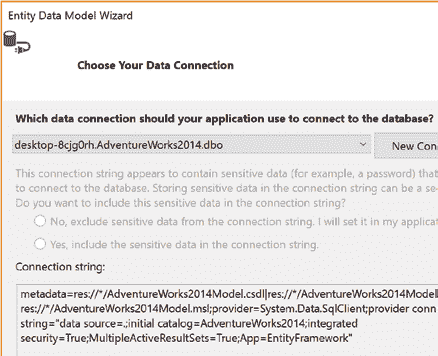 Entity Data Model Wizard
Choose Your Data Connection
Which data connection should your application use to connect to the database?
desktop-8cjg0rh.AdventureWorks2014.dbo
New Con
This connection string appears to contain sensitive data (for example, a password) that
to connect to the database. Storing sensitive data in the connection string can be a se
Do you want to include this sensitive data in the connection string?
No, exclude sensitive data from the connection string. I will set it in my applicat
Yes, include the sensitive data in the connection string.
Connection string:
metadata=res://*/AdventureWorks2014Model.csdl|res://*/AdventureWorks2014Model
res://*/AdventureWorks2014Model.msl;provider=System.Data.SqlClient;provider conn
string="data source=.;initial catalog=AdventureWorks2014;integrated
security=True;MultipleActiveResultSets=True;App=EntityFramework"